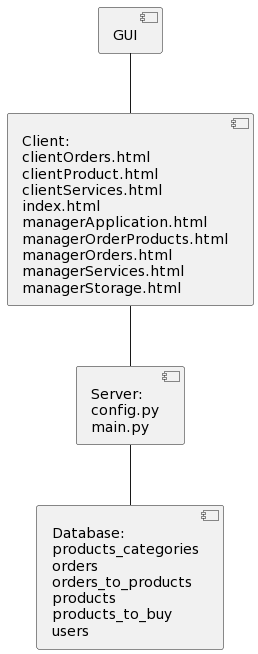 GUI
Client:
clientOrders.html
clientProduct.html
clientServices.html
index.html
managerApplication.html
managerOrderProducts.html
managerOrders.html
managerServices.html
managerStorage.html
Server:
config.py
main.py
Database:
products_categories
orders
orders_to_products
products
products_to_buy
users